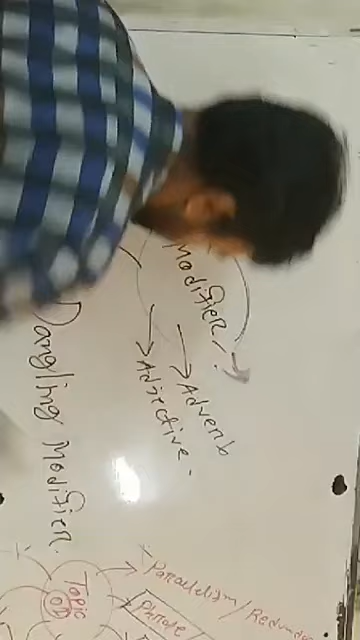 Modifier
Adverb
Adjective.
Dangling Modifier.
Topic
Parallelism / Redun
Phrase